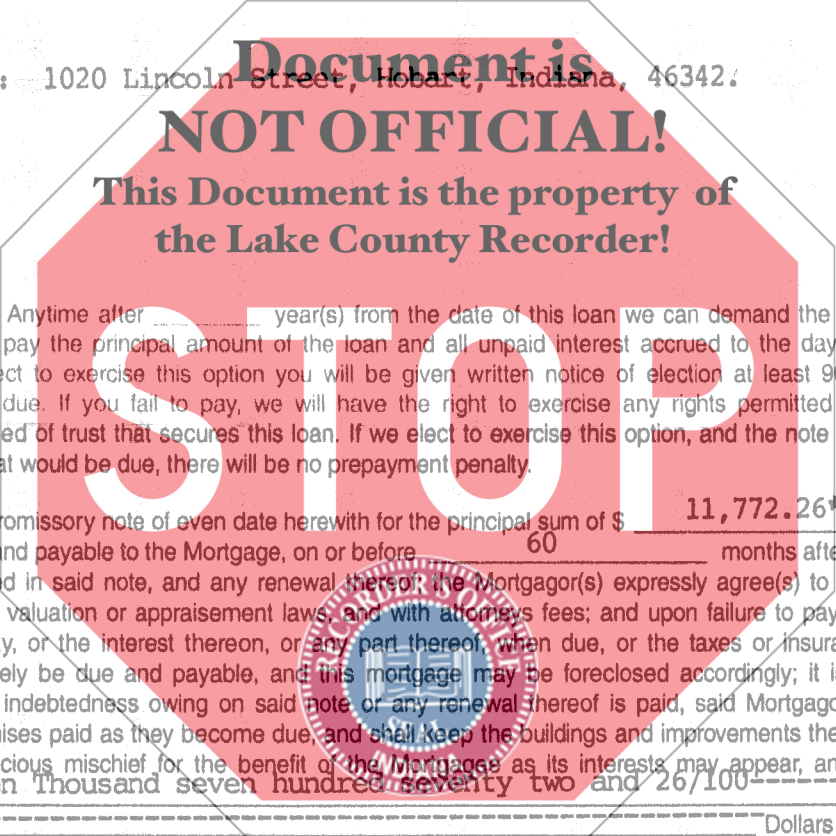 Document is
: 1020 Lincoln Street, Hobart, Indiana, 46342.
NOT OFFICIAL!
This Document is the property of
the Lake County Recorder!
STOP
Anytime after ____________ year(s) from the date of this loan we can demand the
pay the principal amount of the loan and all unpaid interest accrued to the day
ect to exercise this option you will be given written notice of election at least 9
due. If you fail to pay, we will have the right to exercise any rights permitted
ed of trust that secures this loan. If we elect to exercise this option, and the note
at would be due, there will be no prepayment penalty.
romissory note of even date herewith for the principal sum of $ 11,772.26*
nd payable to the Mortgage, on or before 60 months afte
d in said note, and any renewal thereof; the Mortgagor(s) expressly agree(s) to
valuation or appraisement laws, and with attorneys fees; and upon failure to pay
y, or the interest thereon, or any part thereof, when due, or the taxes or insura
ely be due and payable, and this mortgage may be foreclosed accordingly; it i
indebtedness owing on said note or any renewal thereof is paid, said Mortgago
ises paid as they become due, and shall keep the buildings and improvements the
cious mischief for the benefit of the Mortgagee as its interests may appear, an
n Thousand seven hundred seventy two and 26/100-----
Dollars
RECORDER'S OFFICE
SEAL
INDIANA